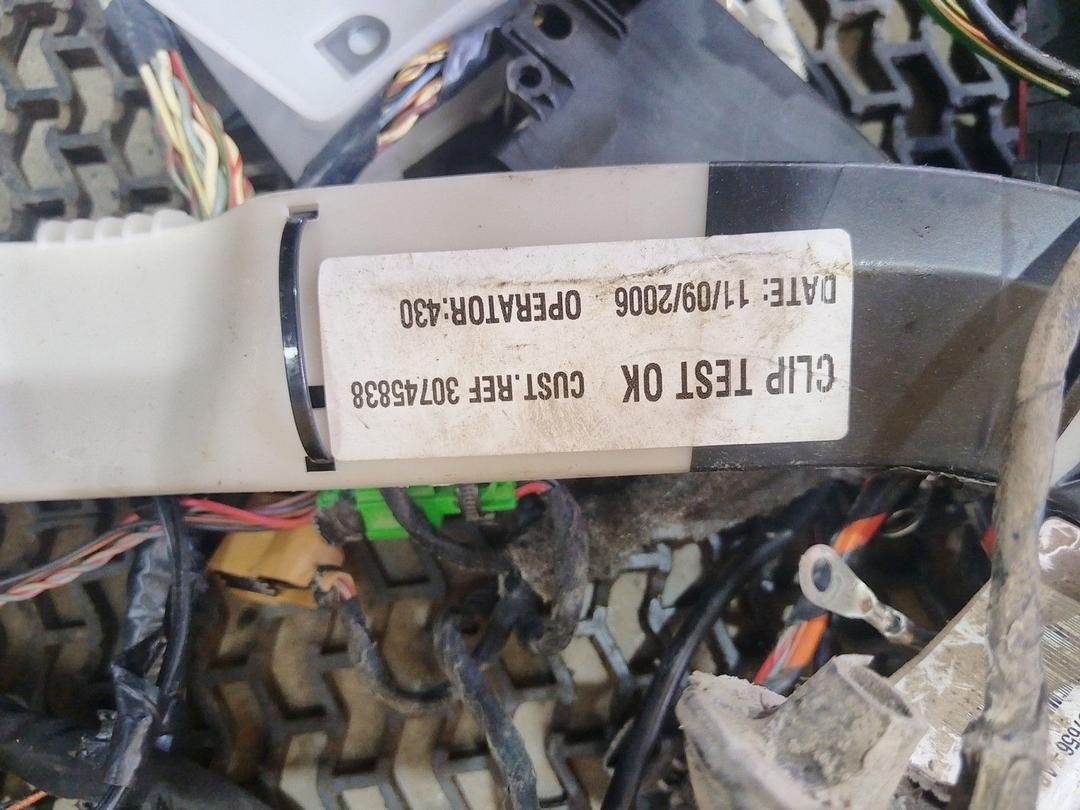 CLIP TEST OK CUST.REF 30745838
DATE: 11/09/2006 OPERATOR:430